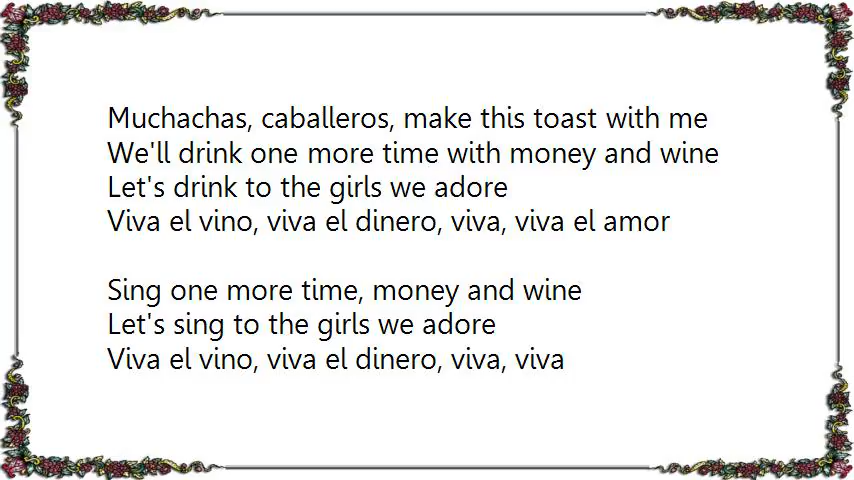 Muchachas, caballeros, make this toast with me
We'll drink one more time with money and wine
Let's drink to the girls we adore
Viva el vino, viva el dinero, viva, viva el amor

Sing one more time, money and wine
Let's sing to the girls we adore
Viva el vino, viva el dinero, viva, viva